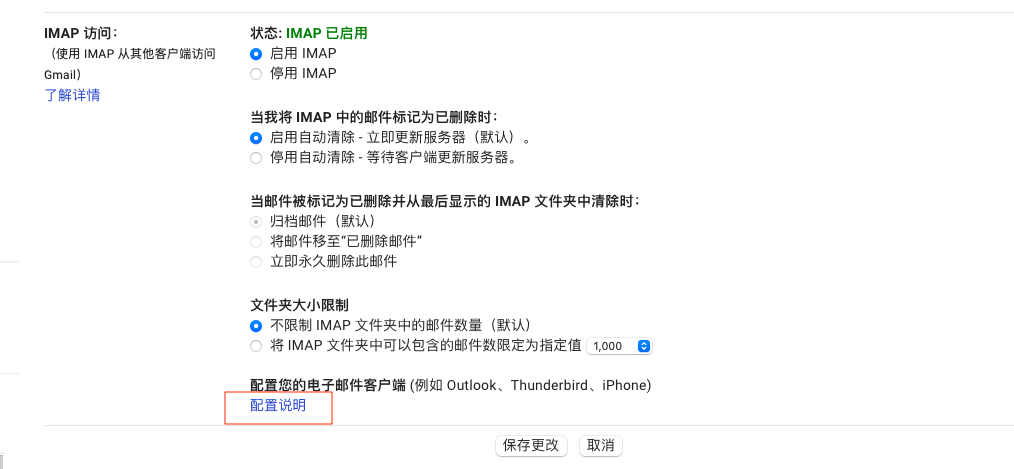 IMAP 访问：
（使用 IMAP 从其他客户端访问
Gmail）
了解详情
状态: IMAP 已启用
启用 IMAP
停用 IMAP
当我将 IMAP 中的邮件标记为已删除时：
启用自动清除 - 立即更新服务器（默认）。
停用自动清除 - 等待客户端更新服务器。
当邮件被标记为已删除并从最后显示的 IMAP 文件夹中清除时：
归档邮件（默认）
将邮件移至“已删除邮件”
立即永久删除此邮件
文件夹大小限制
不限制 IMAP 文件夹中的邮件数量（默认）
将 IMAP 文件夹中可以包含的邮件数限定为指定值 1,000
配置您的电子邮件客户端 (例如 Outlook、Thunderbird、iPhone)
配置说明
保存更改 取消